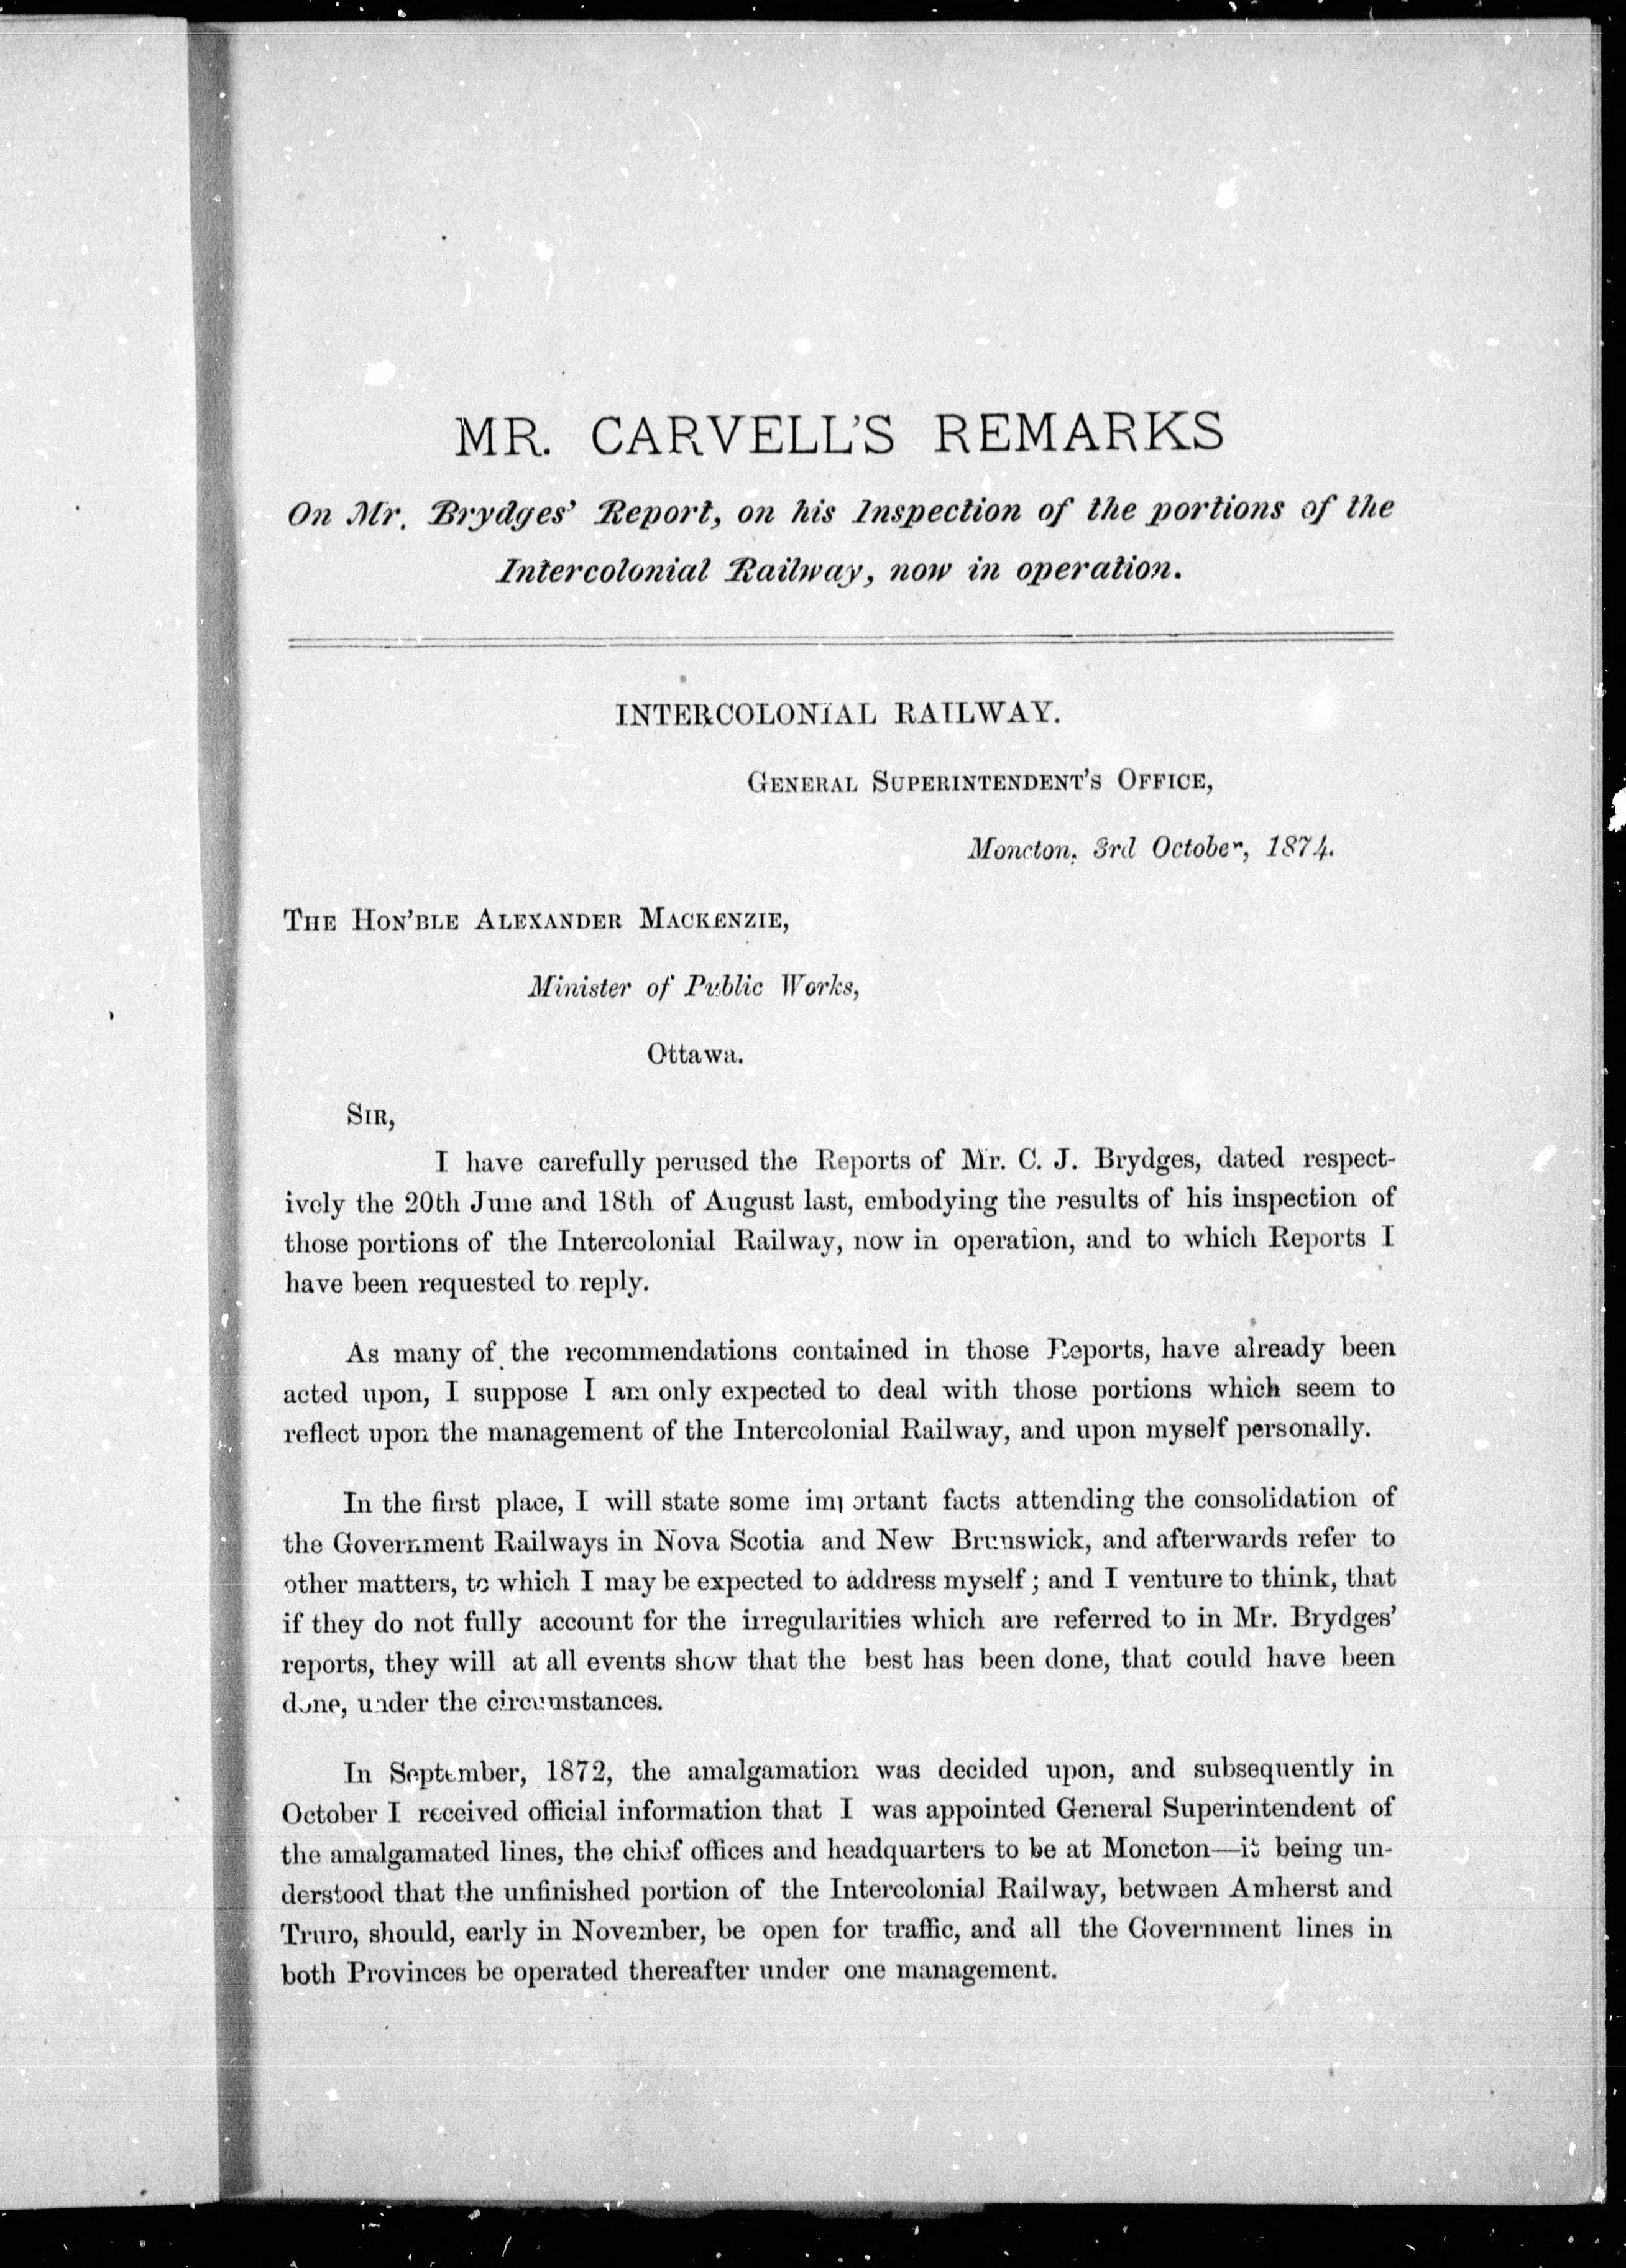 MR. CARVELL'S REMARKS
On Mr. Brydges' Report, on his Inspection of the portions of the
Intercolonial Railway, now in operation.
INTERCOLONIAL RAILWAY.
GENERAL SUPERINTENDENT'S OFFICE,
Moncton, 3rd October, 1874.
THE HON'BLE ALEXANDER MACKENZIE,
Minister of Public Works,
Ottawa.
SIR,
I have carefully perused the Reports of Mr. C. J. Brydges, dated respect-
ively the 20th June and 18th of August last, embodying the results of his inspection of
those portions of the Intercolonial Railway, now in operation, and to which Reports I
have been requested to reply.
As many of the recommendations contained in those Reports, have already been
acted upon, I suppose I am only expected to deal with those portions which seem to
reflect upon the management of the Intercolonial Railway, and upon myself personally.
In the first place, I will state some important facts attending the consolidation of
the Government Railways in Nova Scotia and New Brunswick, and afterwards refer to
other matters, to which I may be expected to address myself; and I venture to think, that
if they do not fully account for the irregularities which are referred to in Mr. Brydges'
reports, they will at all events show that the best has been done, that could have been
done, under the circumstances.
In September, 1872, the amalgamation was decided upon, and subsequently in
October I received official information that I was appointed General Superintendent of
the amalgamated lines, the chief offices and headquarters to be at Moncton—it being un-
derstood that the unfinished portion of the Intercolonial Railway, between Amherst and
Truro, should, early in November, be open for traffic, and all the Government lines in
both Provinces be operated thereafter under one management.